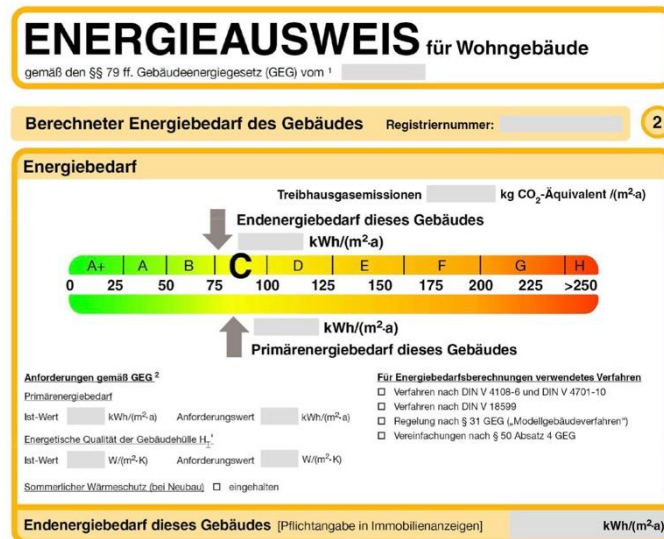 ENERGIEAUSWEIS für Wohngebäude
gemäß den §§ 79 ff. Gebäudeenergiegesetz (GEG) vom ¹
Berechneter Energiebedarf des Gebäudes Registriernummer: 2
Energiebedarf
Treibhausgasemissionen kg CO₂-Äquivalent /(m²·a)
Endenergiebedarf dieses Gebäudes
kWh/(m²·a)
A+ A B C D E F G H
0 25 50 75 100 125 150 175 200 225 >250
kWh/(m²·a)
Primärenergiebedarf dieses Gebäudes
Anforderungen gemäß GEG ²
Primärenergiebedarf
Ist-Wert kWh/(m²·a) Anforderungswert kWh/(m²·a)
Energetische Qualität der Gebäudehülle H_T'
Ist-Wert W/(m²·K) Anforderungswert W/(m²·K)
Sommerlicher Wärmeschutz (bei Neubau) □ eingehalten
Für Energiebedarfsberechnungen verwendetes Verfahren
□ Verfahren nach DIN V 4108-6 und DIN V 4701-10
□ Verfahren nach DIN V 18599
□ Regelung nach § 31 GEG („Modellgebäudeverfahren")
□ Vereinfachungen nach § 50 Absatz 4 GEG
Endenergiebedarf dieses Gebäudes [Pflichtangabe in Immobilienanzeigen] kWh/(m²·a)